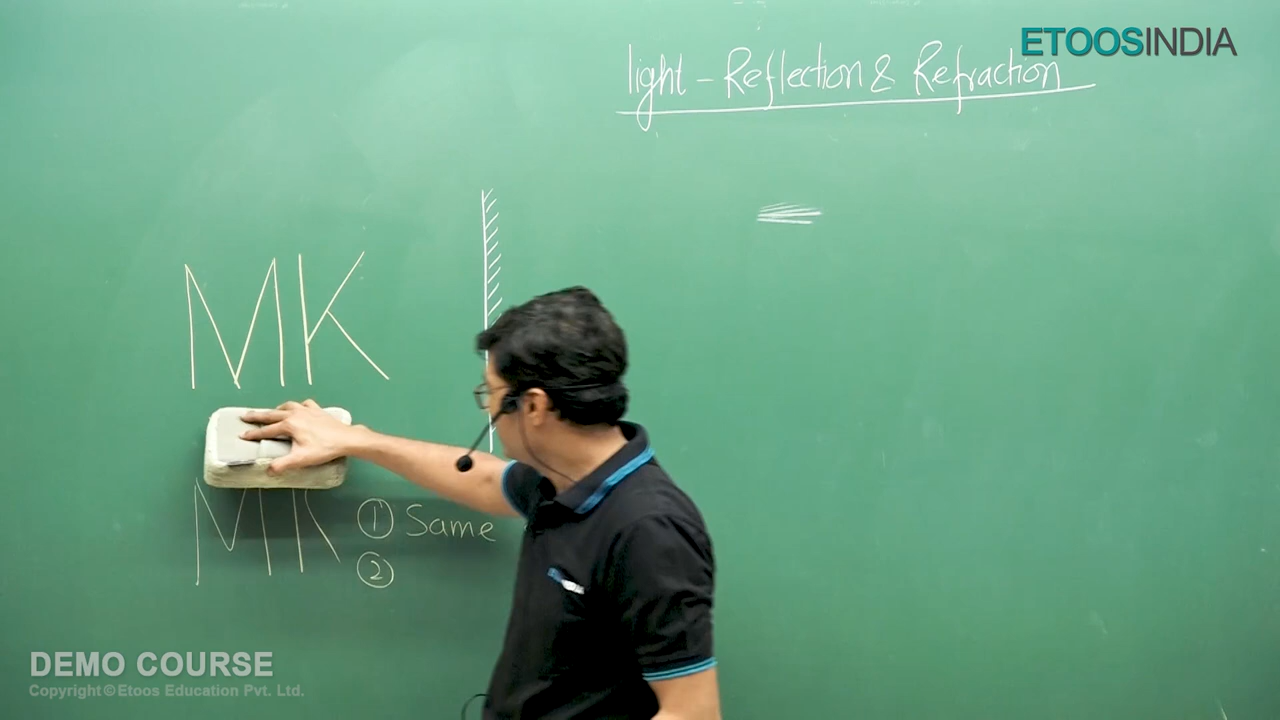 ETOOSINDIA
light - Reflection & Refraction
MK
MK ① Same
②
DEMO COURSE
Copyright © Etoos Education Pvt. Ltd.